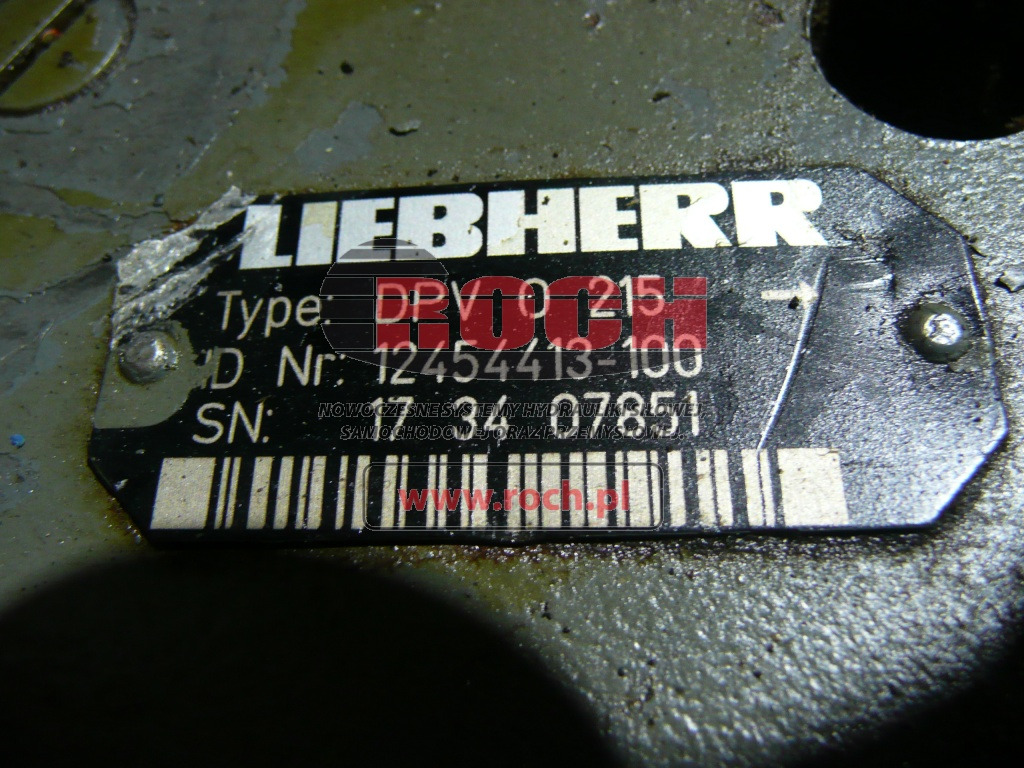 LIEBHERR
Type: DPV O 215
ID Nr: 12454413-100
SN: 17 34 07851
ROCH
NOWOCZESNE SYSTEMY HYDRAULIKI SIŁOWEJ,
SAMOCHODOWEJ ORAZ PRZEMYSŁOWEJ.
www.roch.pl